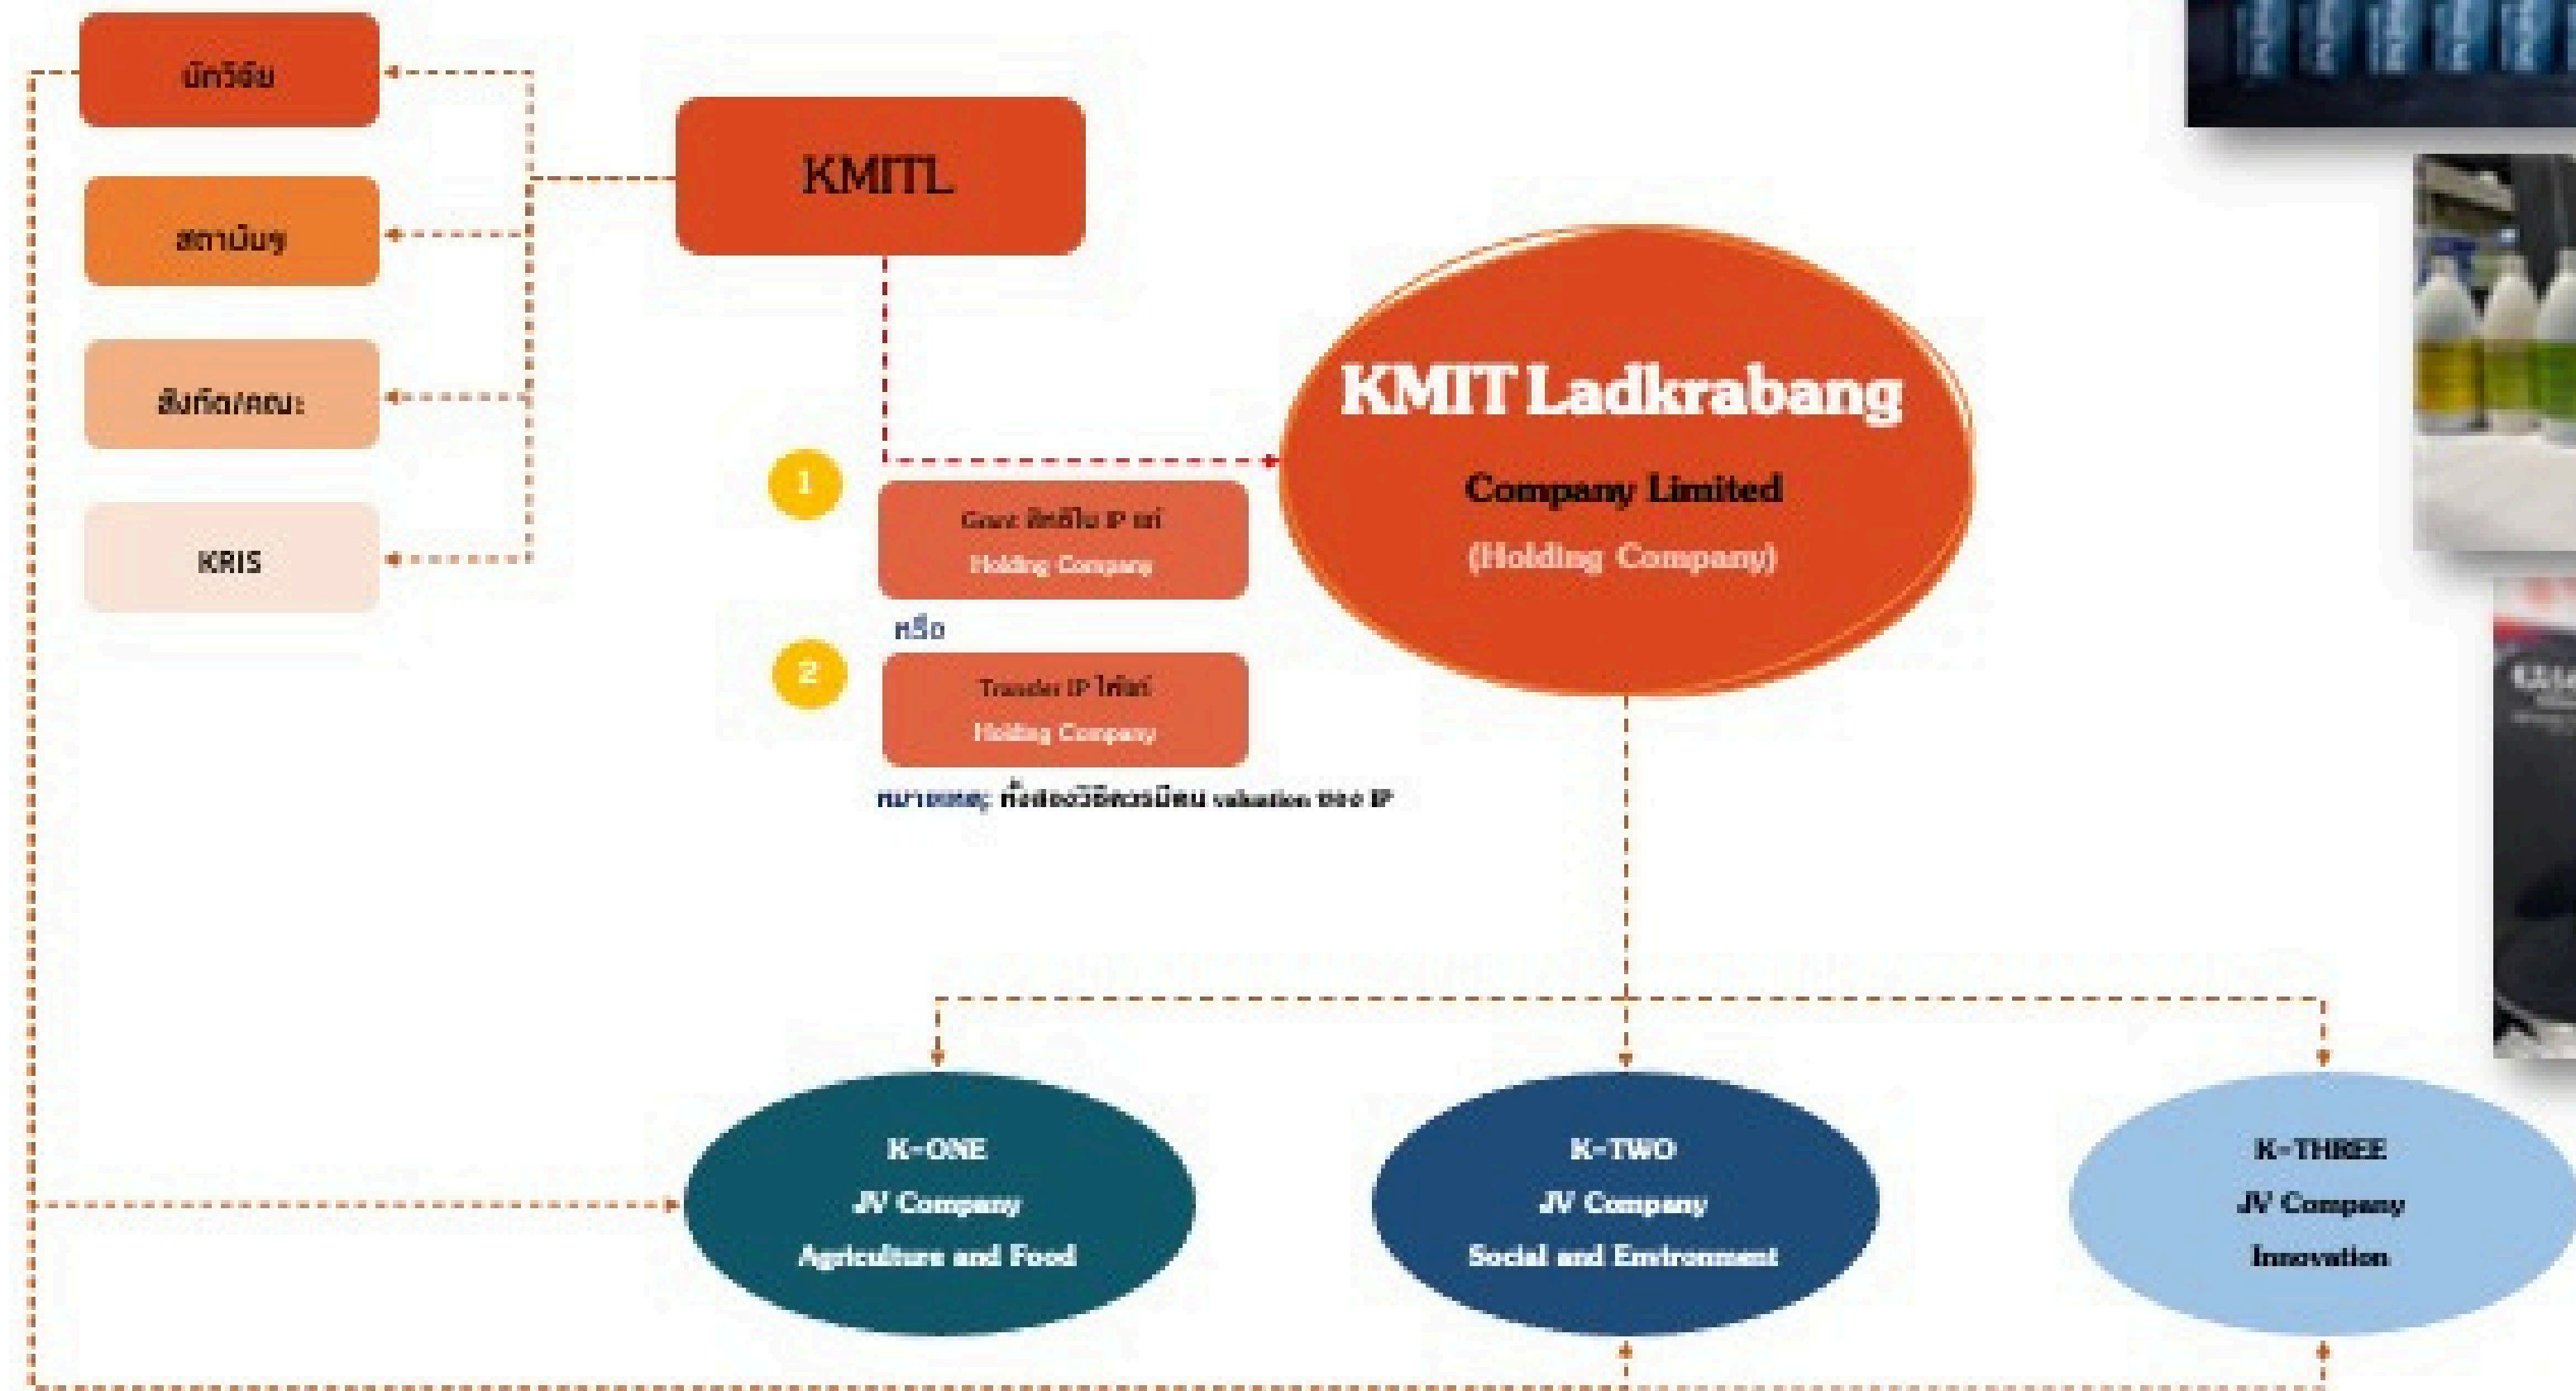 นักวิจัย
KMITL
สถาบันฯ
สังกัด/คณะ
KRIS
KMIT Ladkrabang
Company Limited
(Holding Company)
1
Grant สิทธิใน IP แก่
Holding Company
หรือ
2
Transfer IP ให้แก่
Holding Company
หมายเหตุ: ทั้งสองวิธีควรมี valuation ของ IP
K-ONE
JV Company
Agriculture and Food
K-TWO
JV Company
Social and Environment
K-THREE
JV Company
Innovation